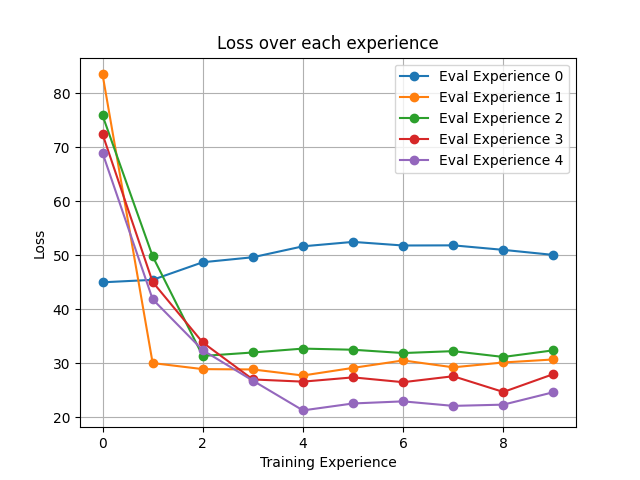 Loss over each experience
Eval Experience 0
Eval Experience 1
Eval Experience 2
Eval Experience 3
Eval Experience 4
80
70
60
50
40
30
20
Loss
0 2 4 6 8
Training Experience